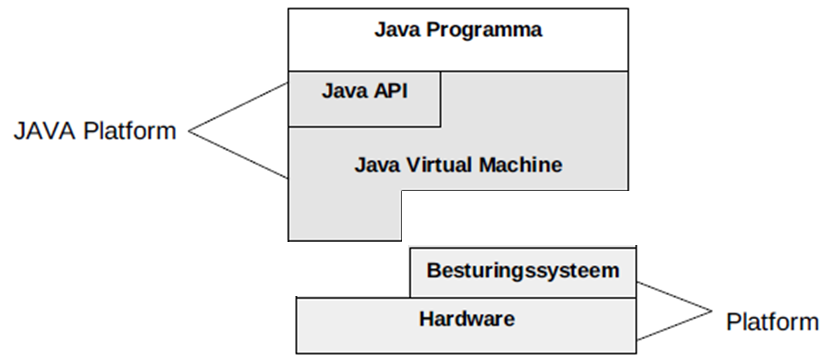 Java Programma
Java API
JAVA Platform
Java Virtual Machine
Besturingssysteem
Hardware
Platform